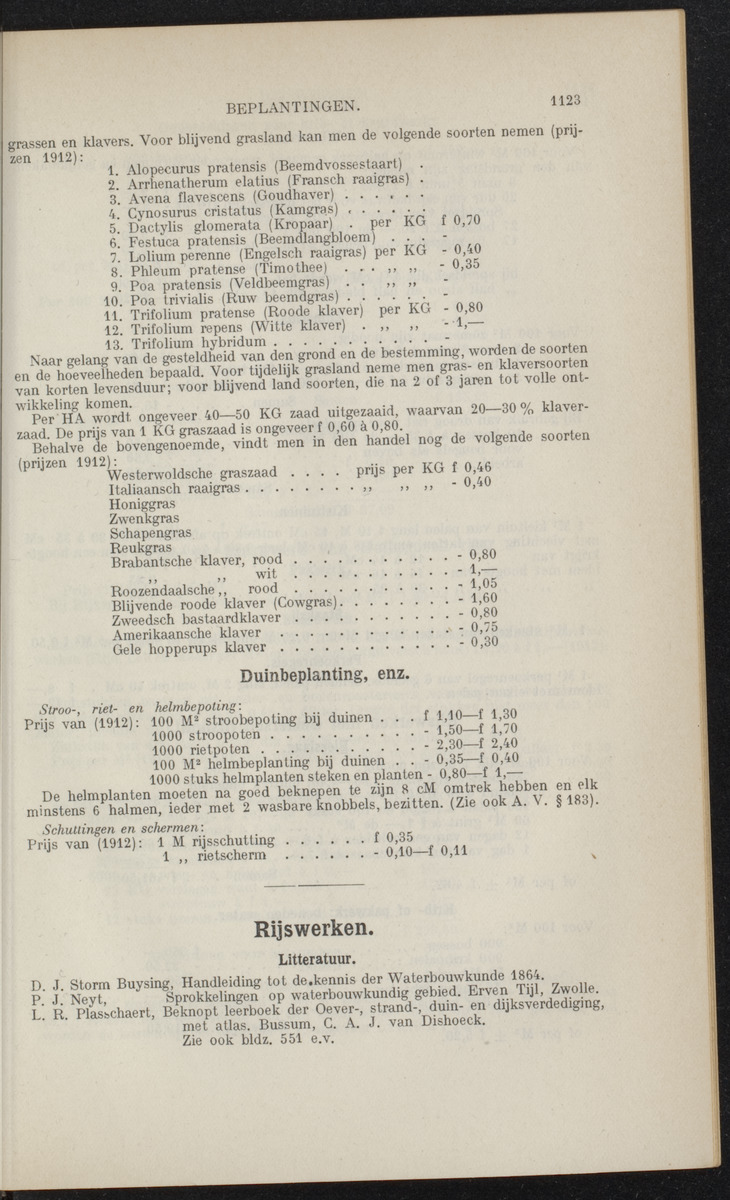 BEPLANTINGEN. 1123
grassen en klavers. Voor blijvend grasland kan men de volgende soorten nemen (prij-
zen 1912):
1. Alopecurus pratensis (Beemdvossestaart) .
2. Arrhenatherum elatius (Fransch raaigras) .
3. Avena flavescens (Goudhaver) . . . . . .
4. Cynosurus cristatus (Kamgras) . . . . . .
5. Dactylis glomerata (Kropaar) . per KG f 0,70
6. Festuca pratensis (Beemdlangbloem) . . . -
7. Lolium perenne (Engelsch raaigras) per KG - 0,40
8. Phleum pratense (Timothee) . . . ,, ,, - 0,35
9. Poa pratensis (Veldbeemgras) . . ,, ,, -
10. Poa trivialis (Ruw beemdgras) . . . . . . -
11. Trifolium pratense (Roode klaver) per KG - 0,80
12. Trifolium repens (Witte klaver) . ,, ,, - 1,—
13. Trifolium hybridum . . . . . . . . . . . -
Naar gelang van de gesteldheid van den grond en de bestemming, worden de soorten
en de hoeveelheden bepaald. Voor tijdelijk grasland neme men gras- en klaversoorten
van korten levensduur; voor blijvend land soorten, die na 2 of 3 jaren tot volle ont-
wikkeling komen.
Per HA wordt ongeveer 40—50 KG zaad uitgezaaid, waarvan 20—30 % klaver-
zaad. De prijs van 1 KG graszaad is ongeveer f 0,60 à 0,80.
Behalve de bovengenoemde, vindt men in den handel nog de volgende soorten
(prijzen 1912):
Westerwoldsche graszaad . . . . prijs per KG f 0,46
Italiaansch raaigras . . . . . . . . ,, ,, ,, - 0,40
Honiggras
Zwenkgras
Schapengras
Reukgras
Brabantsche klaver, rood . . . . . . . . . . . - 0,80
,, ,, wit . . . . . . . . . . . - 1,—
Roozendaalsche ,, rood . . . . . . . . . . . - 1,05
Blijvende roode klaver (Cowgras). . . . . . . . - 1,60
Zweedsch bastaardklaver . . . . . . . . . . . - 0,80
Amerikaansche klaver . . . . . . . . . . . . - 0,75
Gele hopperups klaver . . . . . . . . . . . . - 0,30
Duinbeplanting, enz.
Stroo-, riet- en helmbepoting:
Prijs van (1912): 100 M² stroobepoting bij duinen . . . f 1,10—f 1,30
1000 stroopoten . . . . . . . . . . . - 1,50—f 1,70
1000 rietpoten . . . . . . . . . . . - 2,30—f 2,40
100 M² helmbeplanting bij duinen . . - 0,35—f 0,40
1000 stuks helmplanten steken en planten - 0,80—f 1,—
De helmplanten moeten na goed beknepen te zijn 8 cM omtrek hebben en elk
minstens 6 halmen, ieder met 2 wasbare knobbels, bezitten. (Zie ook A. V. § 183).
Schuttingen en schermen:
Prijs van (1912): 1 M rijsschutting . . . . . . f 0,35
1 ,, rietscherm . . . . . . - 0,10—f 0,11
Rijswerken.
Litteratuur.
D. J. Storm Buysing, Handleiding tot de kennis der Waterbouwkunde 1864.
P. J. Neyt, Sprokkelingen op waterbouwkundig gebied. Erven Tijl, Zwolle.
L. R. Plasschaert, Beknopt leerboek der Oever-, strand-, duin- en dijksverdediging,
met atlas. Bussum, C. A. J. van Dishoeck.
Zie ook bldz. 551 e.v.